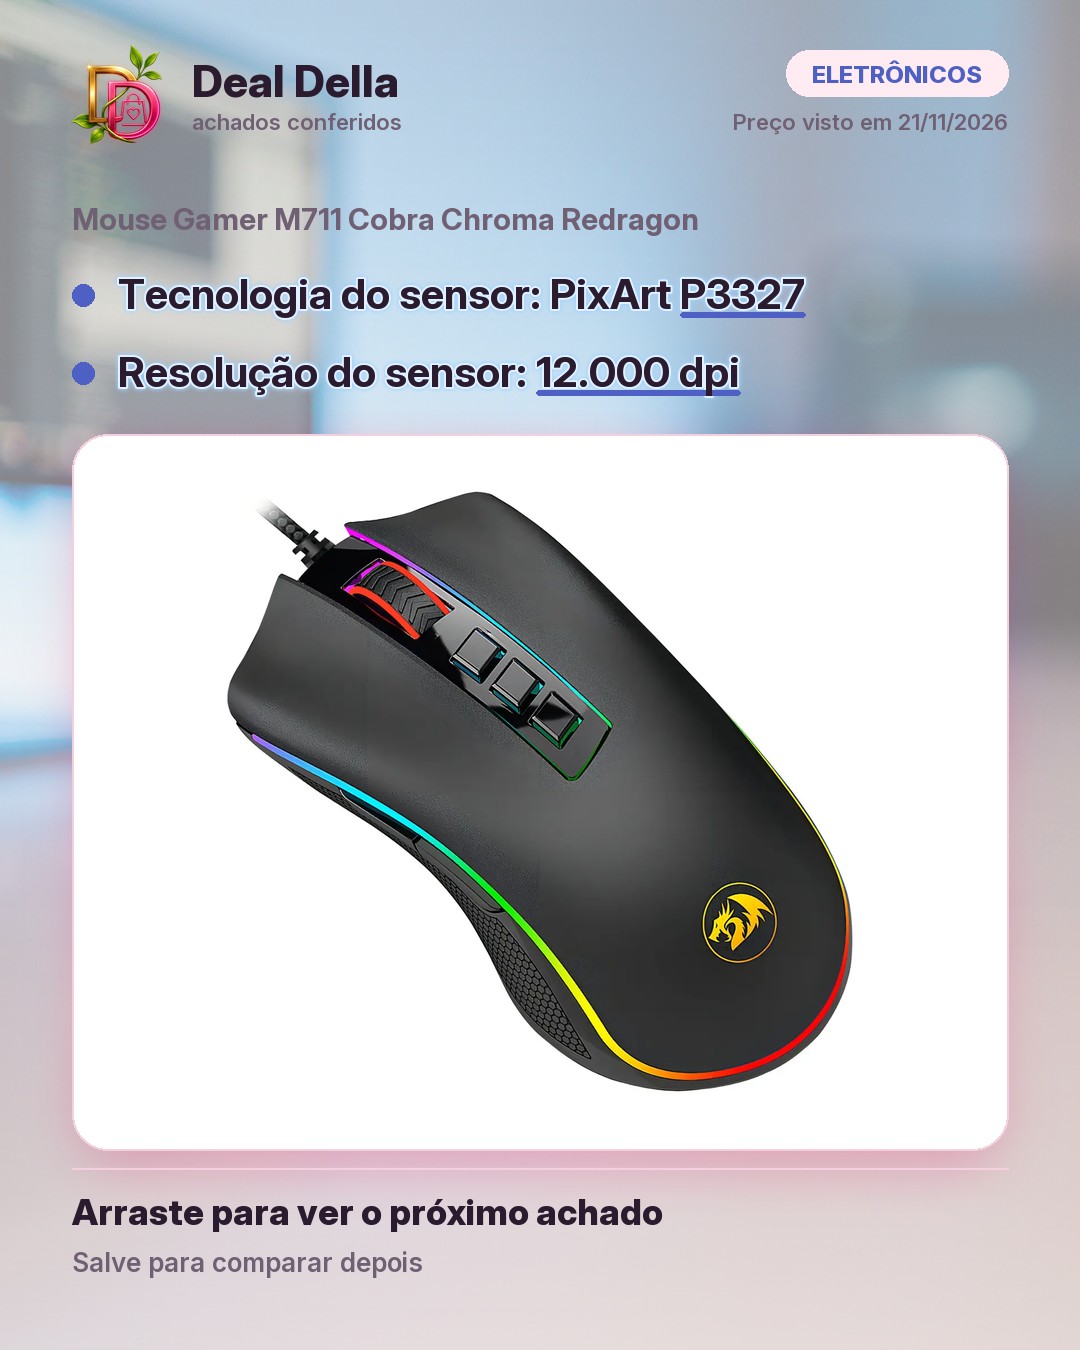 Deal Della
achados conferidos
ELETRÔNICOS
Preço visto em 21/11/2026
Mouse Gamer M711 Cobra Chroma Redragon
Tecnologia do sensor: PixArt P3327
Resolução do sensor: 12.000 dpi
Arraste para ver o próximo achado
Salve para comparar depois